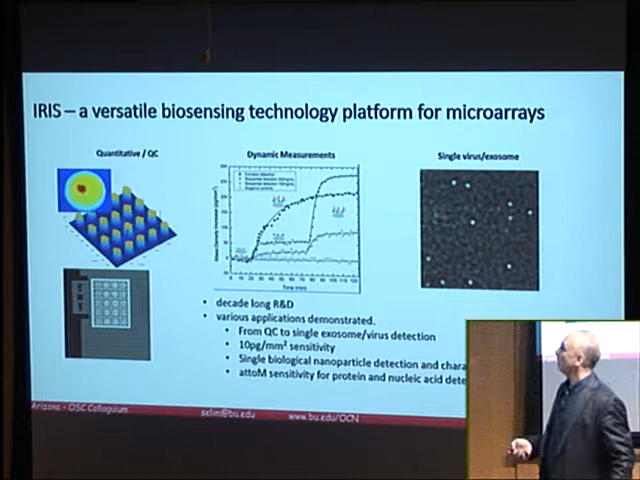 IRIS – a versatile biosensing technology platform for microarrays
Quantitative / QC
Dynamic Measurements
Single virus/exosome
Time (min)
• decade long R&D
• various applications demonstrated.
• From QC to single exosome/virus detection
• 10pg/mm² sensitivity
• Single biological nanoparticle detection and chara
• attoM sensitivity for protein and nucleic acid dete
Arizona - OSC Colloquium
selim@bu.edu
www.bu.edu/OCN